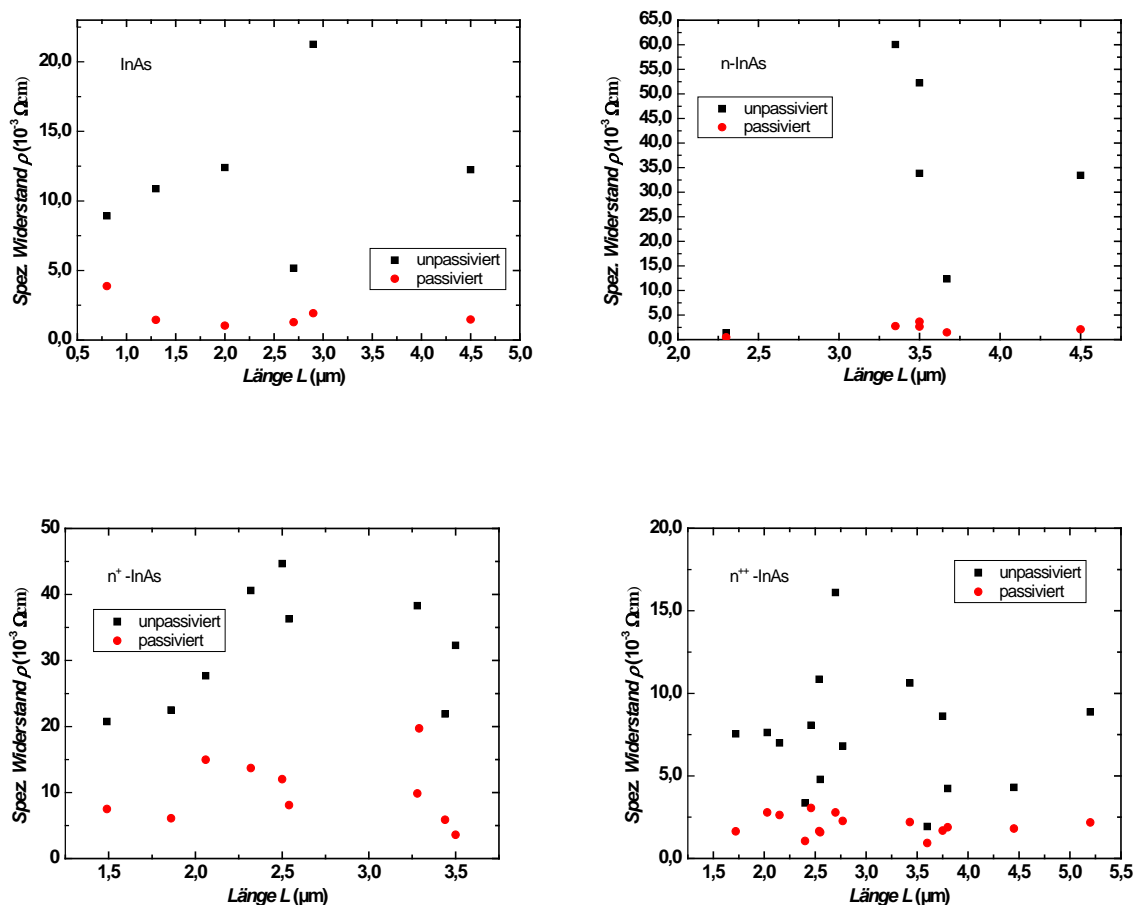 InAs
unpassiviert
passiviert
Spez. Widerstand ρ (10⁻³ Ωcm)
20,0
15,0
10,0
5,0
0,0
0,5 1,0 1,5 2,0 2,5 3,0 3,5 4,0 4,5 5,0
Länge L (µm)
n-InAs
unpassiviert
passiviert
Spez. Widerstand ρ (10⁻³ Ωcm)
65,0
60,0
55,0
50,0
45,0
40,0
35,0
30,0
25,0
20,0
15,0
10,0
5,0
0,0
2,0 2,5 3,0 3,5 4,0 4,5
Länge L (µm)
n⁺ -InAs
unpassiviert
passiviert
Spez. Widerstand ρ (10⁻³ Ωcm)
50
40
30
20
10
0
1,5 2,0 2,5 3,0 3,5
Länge L (µm)
n⁺⁺ -InAs
unpassiviert
passiviert
Spez. Widerstand ρ (10⁻³ Ωcm)
20,0
15,0
10,0
5,0
0,0
1,5 2,0 2,5 3,0 3,5 4,0 4,5 5,0 5,5
Länge L (µm)